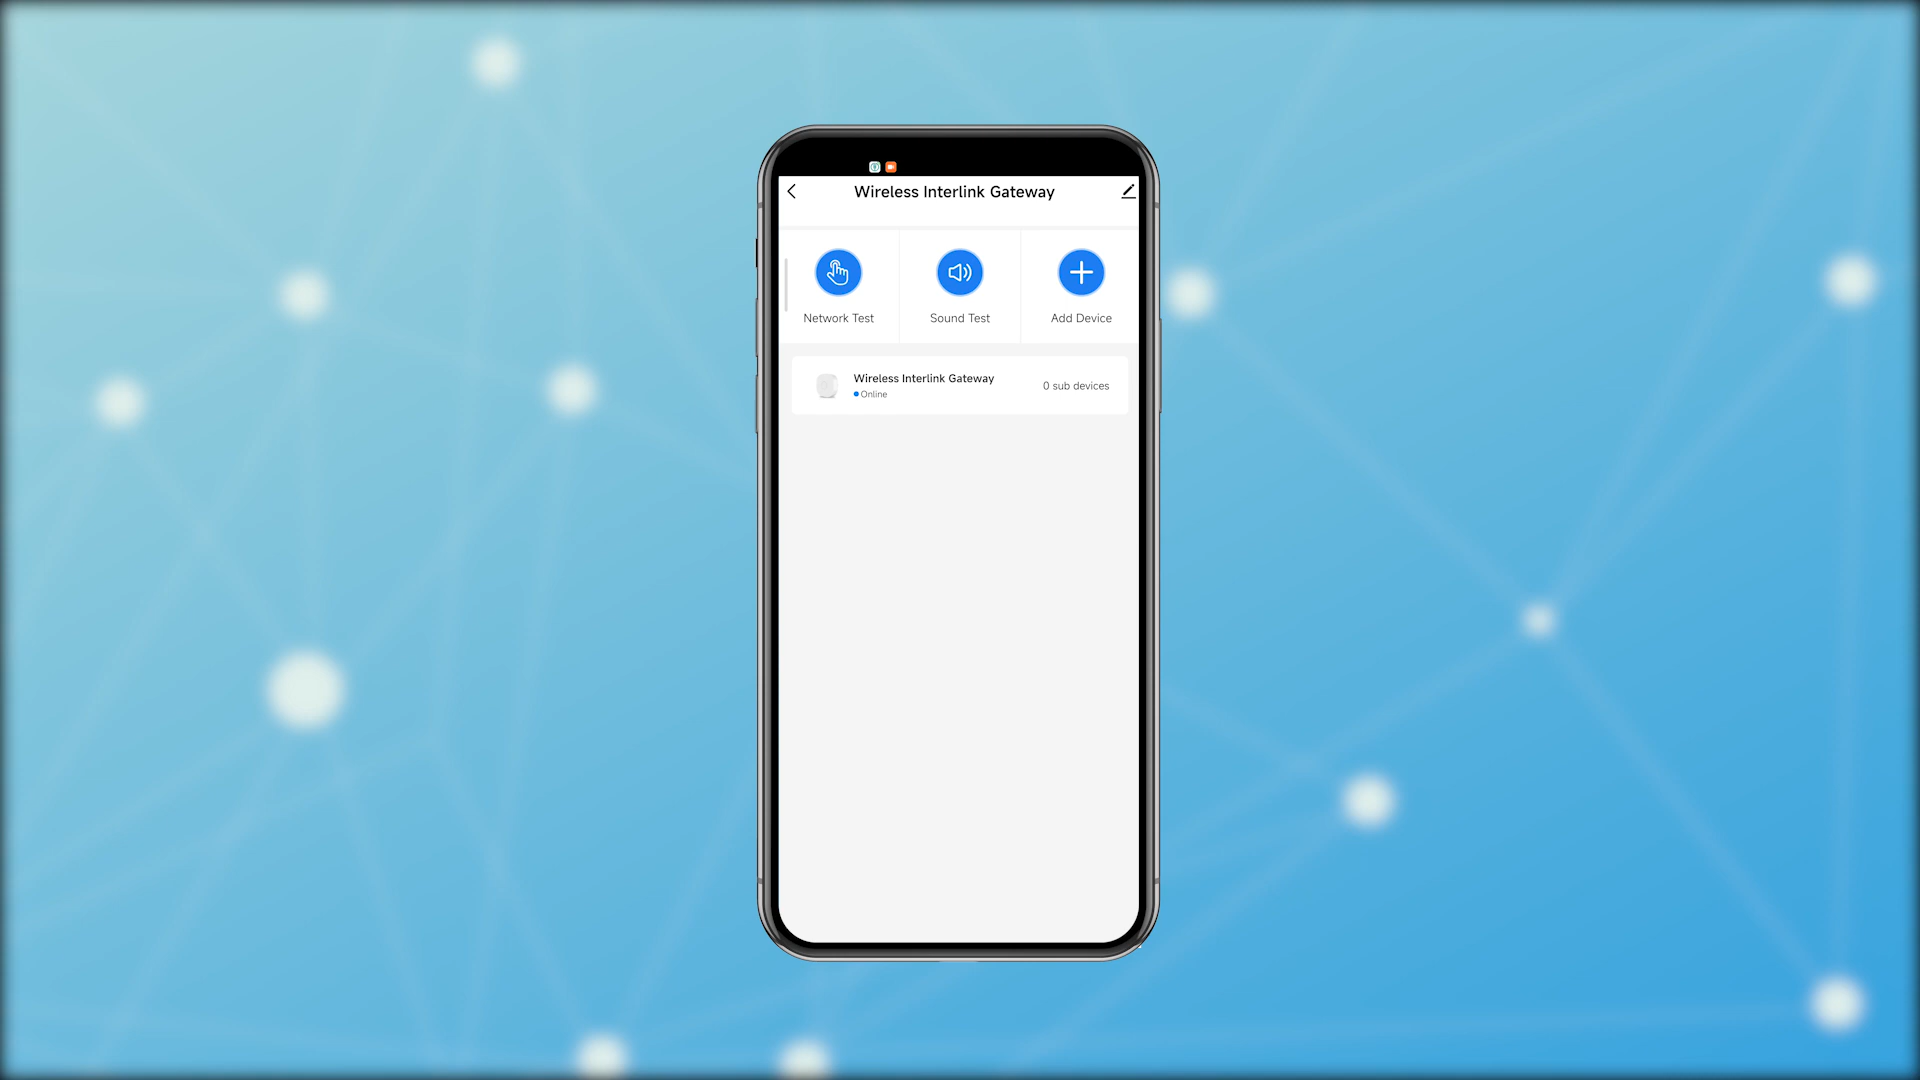 Wireless Interlink Gateway
Network Test
Sound Test
Add Device
Wireless Interlink Gateway
0 sub devices
Online